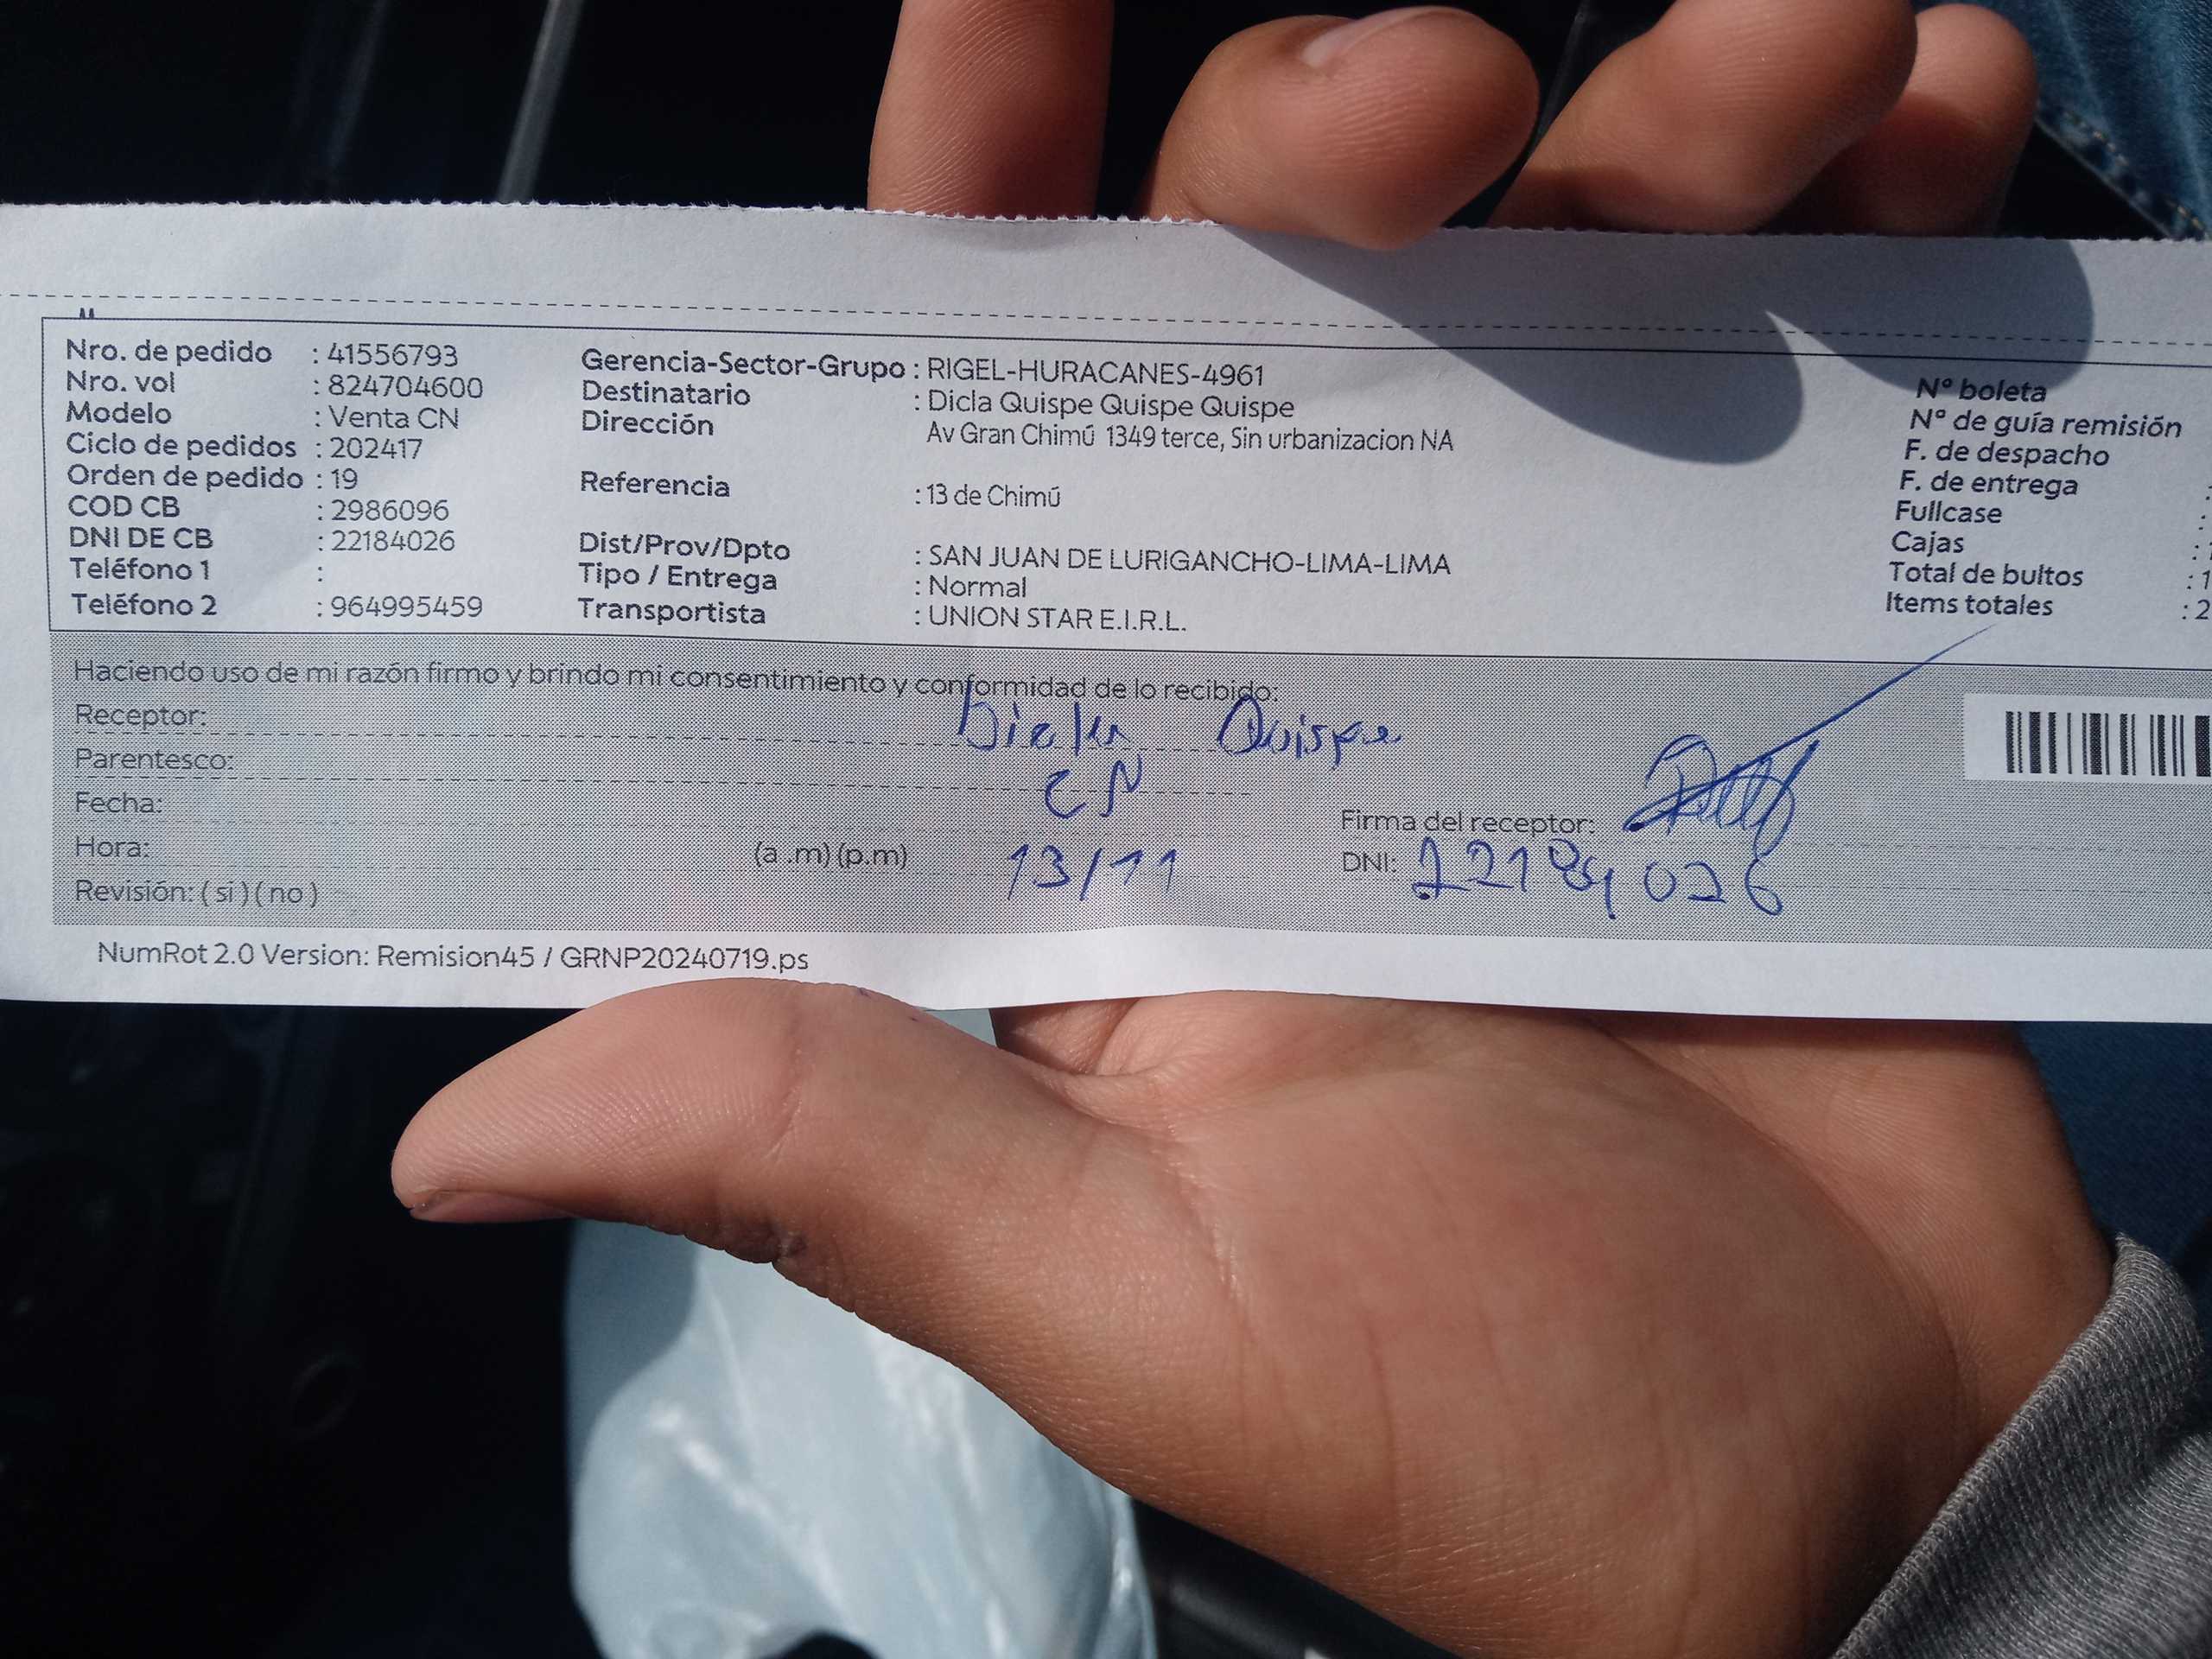 Nro. de pedido : 41556793
Nro. vol : 824704600
Modelo : Venta CN
Ciclo de pedidos : 202417
Orden de pedido : 19
COD CB : 2986096
DNI DE CB : 22184026
Teléfono 1 :
Teléfono 2 : 964995459
Gerencia-Sector-Grupo : RIGEL-HURACANES-4961
Destinatario : Dicla Quispe Quispe Quispe
Dirección Av Gran Chimú 1349 terce, Sin urbanizacion NA
Referencia : 13 de Chimú
Dist/Prov/Dpto : SAN JUAN DE LURIGANCHO-LIMA-LIMA
Tipo / Entrega : Normal
Transportista : UNION STAR E.I.R.L.
N° boleta
N° de guía remisión
F. de despacho
F. de entrega :
Fullcase :
Cajas :
Total de bultos : 1
Items totales : 2
Haciendo uso de mi razón firmo y brindo mi consentimiento y conformidad de lo recibido:
Receptor: Dicla Quispe
Parentesco: CN
Fecha:
Hora: (a .m) (p.m) 13/11
Revisión: ( si ) ( no )
Firma del receptor:
DNI: 22184026
NumRot 2.0 Version: Remision45 / GRNP20240719.ps